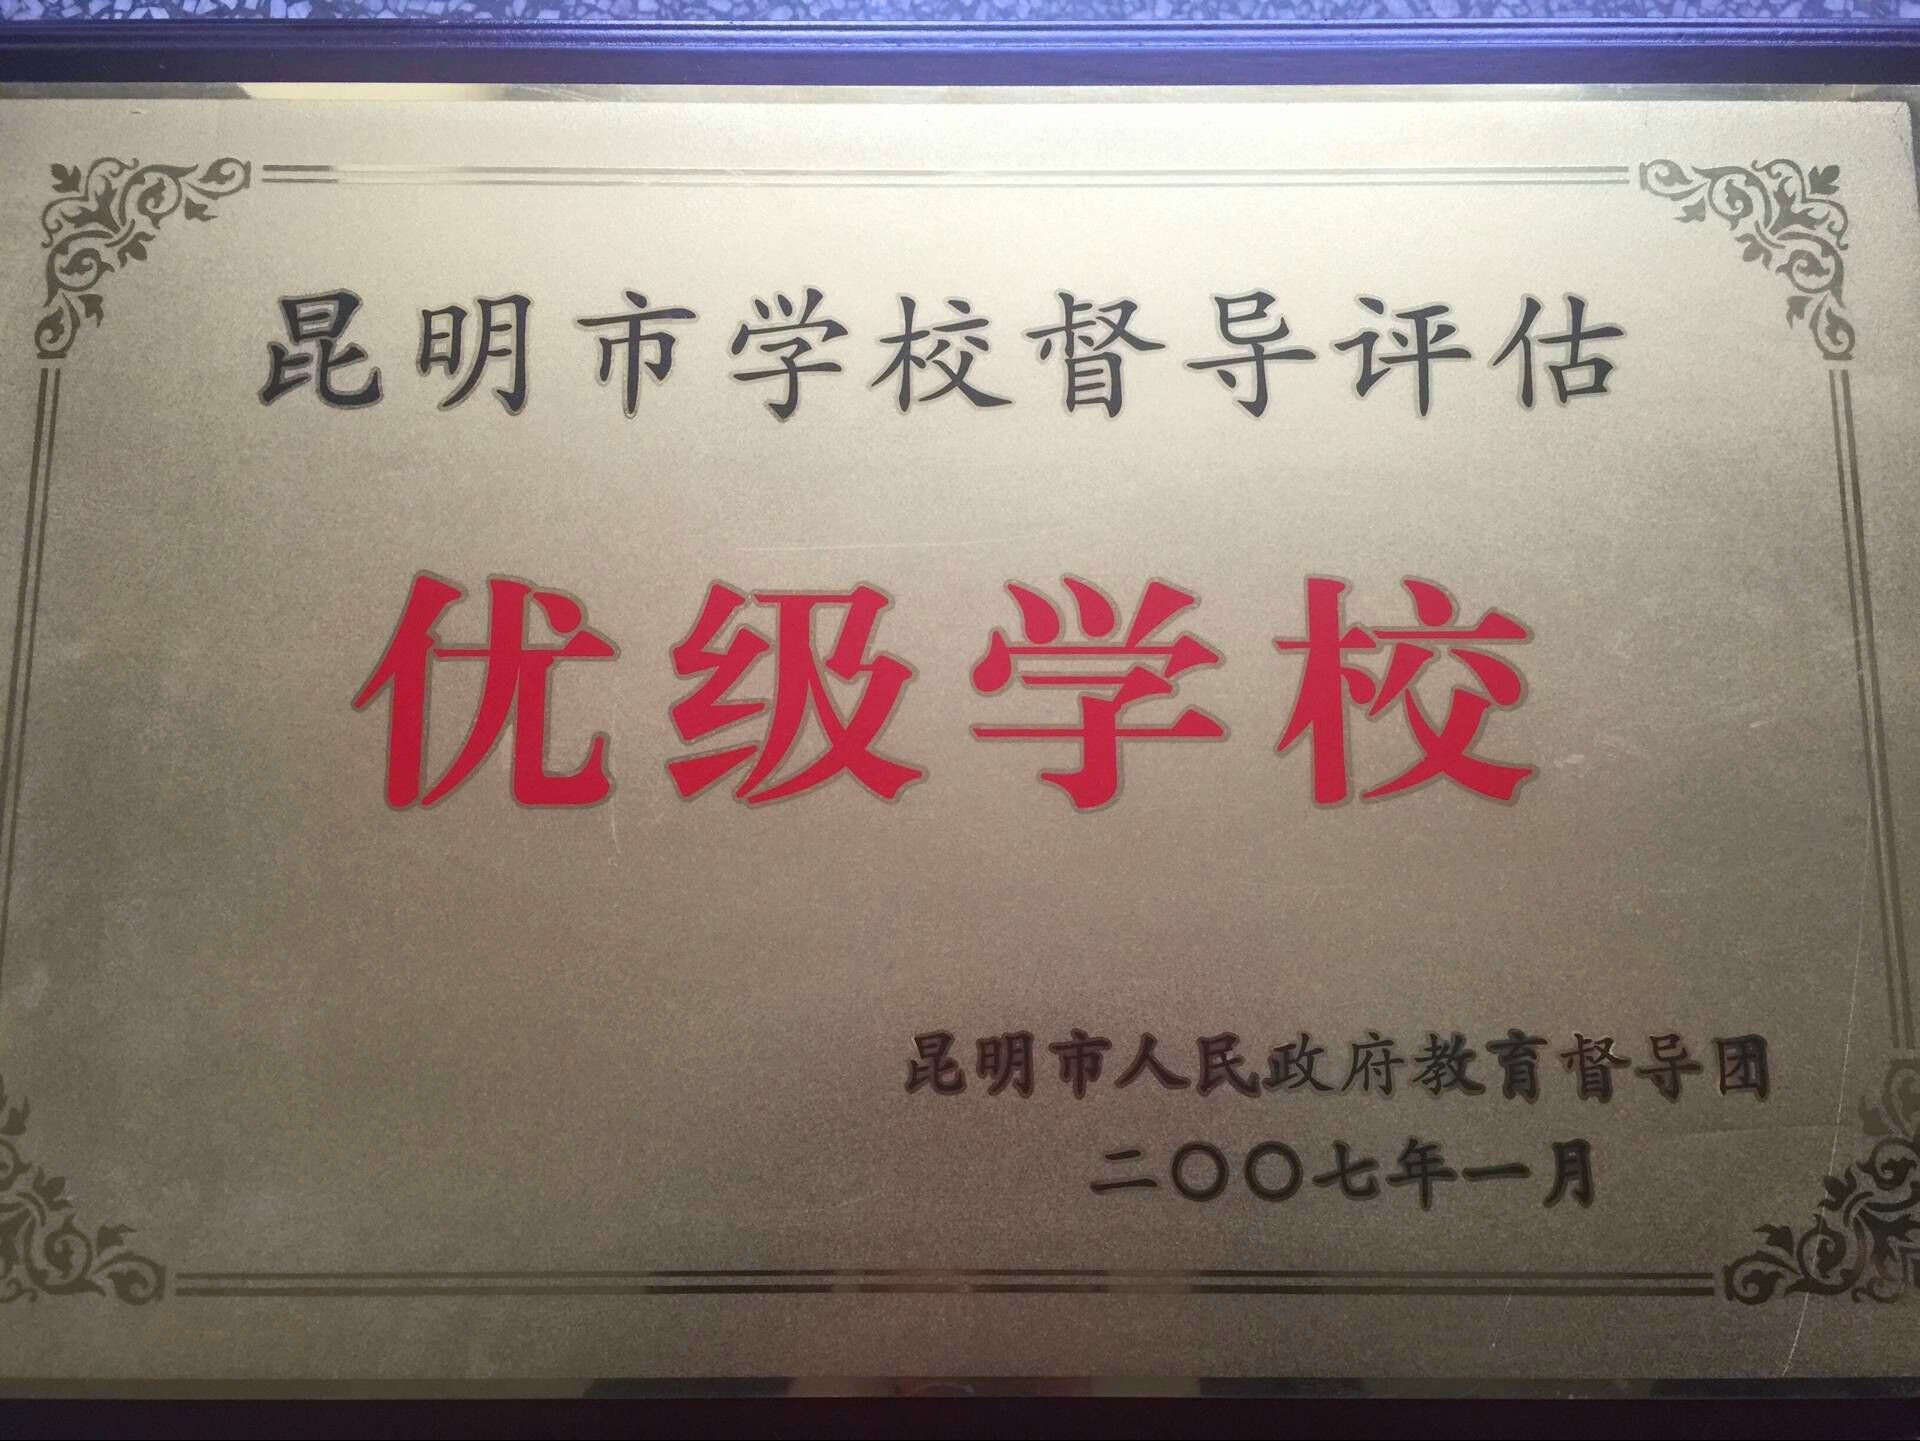 昆明市学校督导评估
优级学校
昆明市人民政府教育督导团
二〇〇七年一月